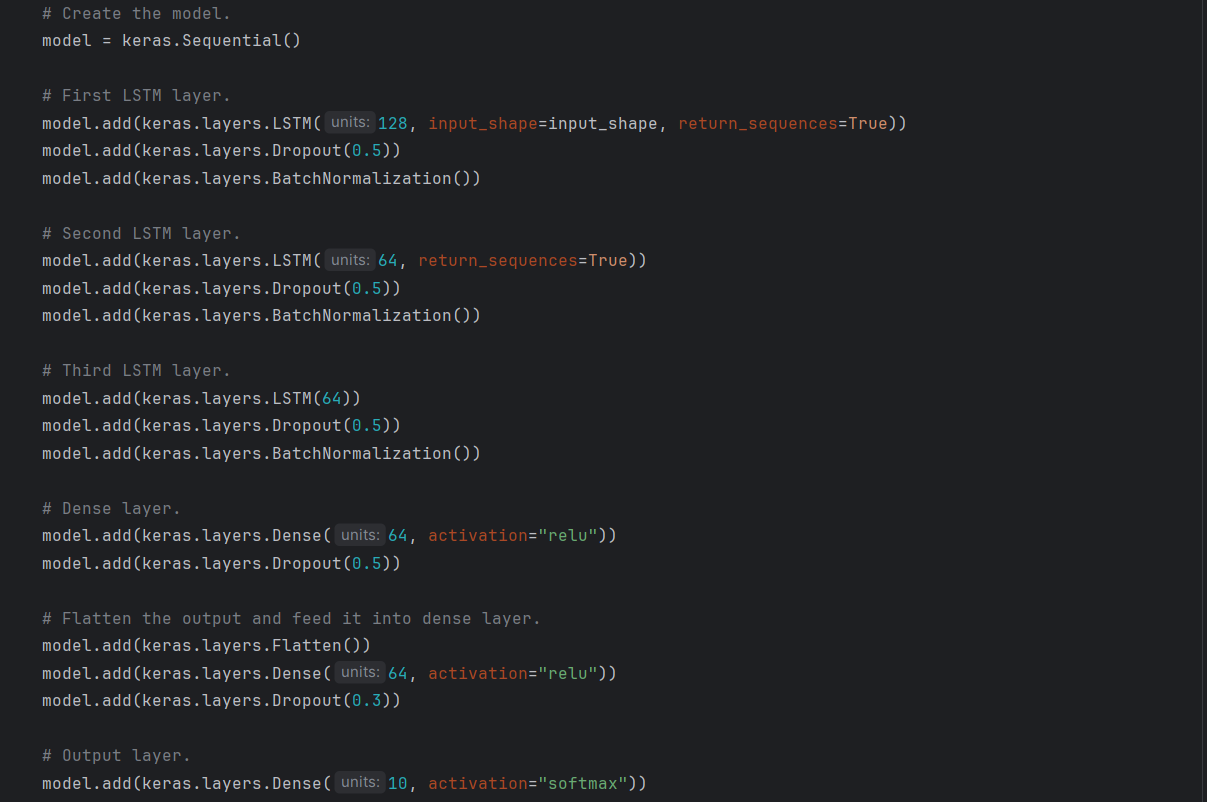 # Create the model.
model = keras.Sequential()
# First LSTM layer.
model.add(keras.layers.LSTM( units: 128, input_shape=input_shape, return_sequences=True))
model.add(keras.layers.Dropout(0.5))
model.add(keras.layers.BatchNormalization())
# Second LSTM layer.
model.add(keras.layers.LSTM( units: 64, return_sequences=True))
model.add(keras.layers.Dropout(0.5))
model.add(keras.layers.BatchNormalization())
# Third LSTM layer.
model.add(keras.layers.LSTM(64))
model.add(keras.layers.Dropout(0.5))
model.add(keras.layers.BatchNormalization())
# Dense layer.
model.add(keras.layers.Dense( units: 64, activation="relu"))
model.add(keras.layers.Dropout(0.5))
# Flatten the output and feed it into dense layer.
model.add(keras.layers.Flatten())
model.add(keras.layers.Dense( units: 64, activation="relu"))
model.add(keras.layers.Dropout(0.3))
# Output layer.
model.add(keras.layers.Dense( units: 10, activation="softmax"))